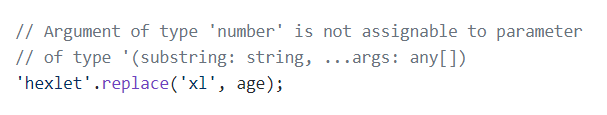 // Argument of type 'number' is not assignable to parameter
// of type '(substring: string, ...args: any[])
'hexlet'.replace('xl', age);